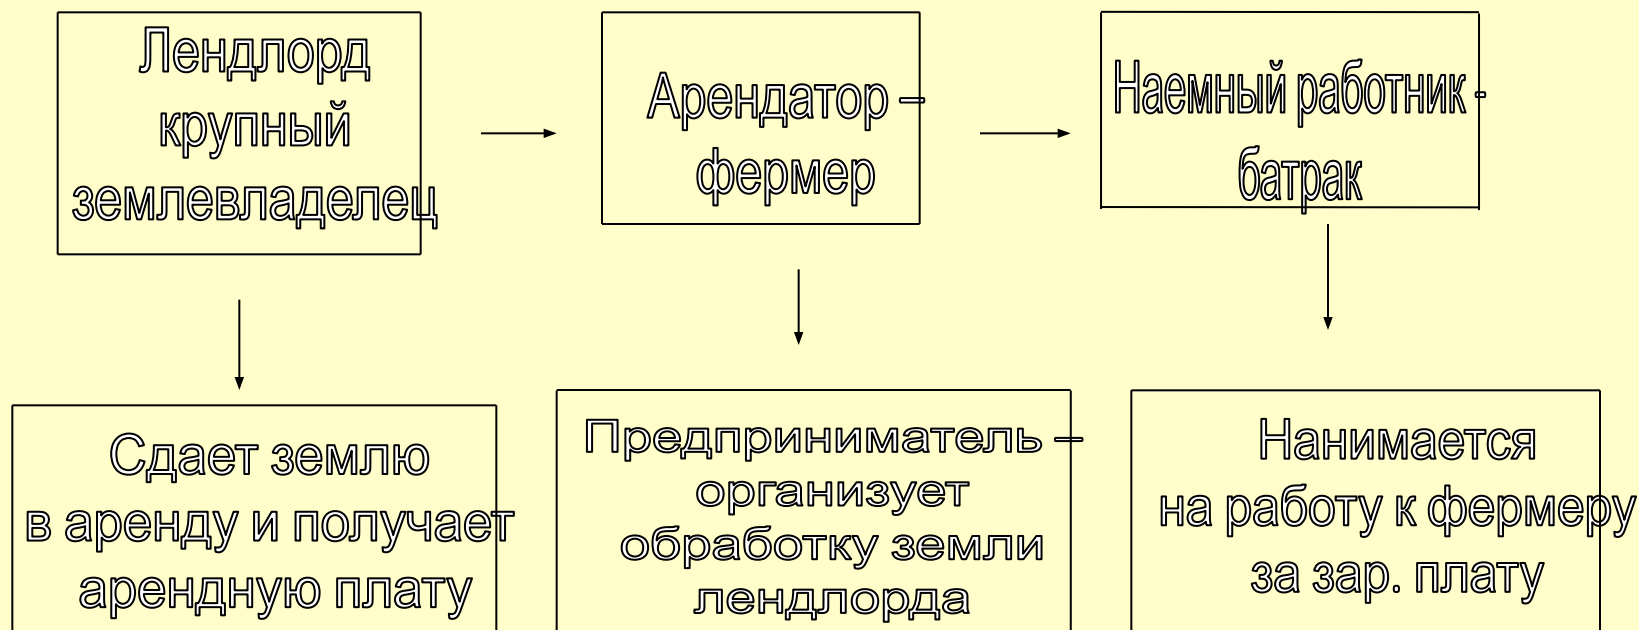 Лендлорд
крупный
землевладелец
Арендатор –
фермер
Наемный работник -
батрак
Сдает землю
в аренду и получает
арендную плату
Предприниматель –
организует
обработку земли
лендлорда
Нанимается
на работу к фермеру
за зар. плату